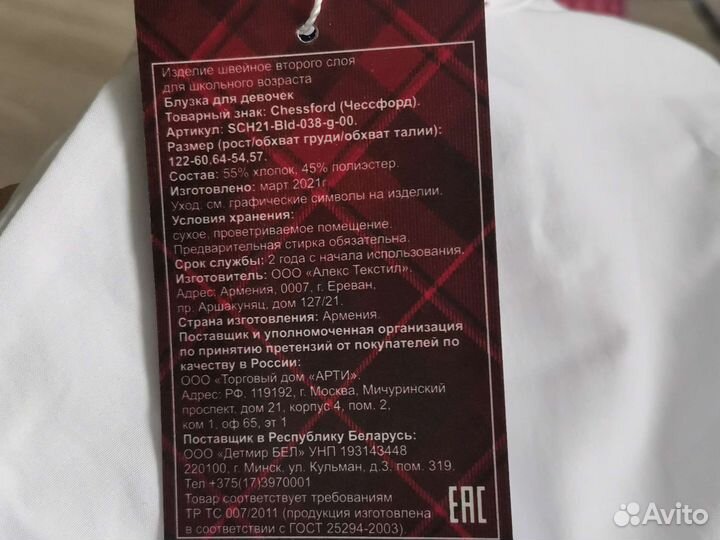 Изделие швейное второго слоя
для школьного возраста
Блузка для девочек
Товарный знак: Chessford (Чессфорд).
Артикул: SCH21-Bld-038-g-00.
Размер (рост/обхват груди/обхват талии):
122-60,64-54,57.
Состав: 55% хлопок, 45% полиэстер.
Изготовлено: март 2021г
Уход. см. графические символы на изделии.
Условия хранения:
сухое, проветриваемое помещение.
Предварительная стирка обязательна.
Срок службы: 2 года с начала использования.
Изготовитель: ООО «Алекс Текстил».
Адрес: Армения, 0007, г. Ереван,
пр. Аршакуняц, дом 127/21.
Страна изготовления: Армения.
Поставщик и уполномоченная организация
по принятию претензий от покупателей по
качеству в России:
ООО «Торговый дом «АРТИ».
Адрес: РФ. 119192, г. Москва, Мичуринский
проспект, дом 21, корпус 4, пом. 2,
ком 1, оф 65, эт 1
Поставщик в Республику Беларусь:
ООО «Детмир БЕЛ» УНП 193143448
220100, г. Минск, ул. Кульман, д.3, пом. 319.
Тел +375(17)3970001
Товар соответствует требованиям
ТР ТС 007/2011 (продукция изготовлена
в соответствии с ГОСТ 25294-2003).
EAC
Avito